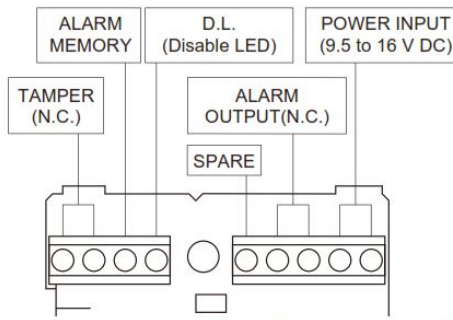 ALARM
MEMORY
D.L.
(Disable LED)
POWER INPUT
(9.5 to 16 V DC)
TAMPER
(N.C.)
ALARM
OUTPUT(N.C.)
SPARE